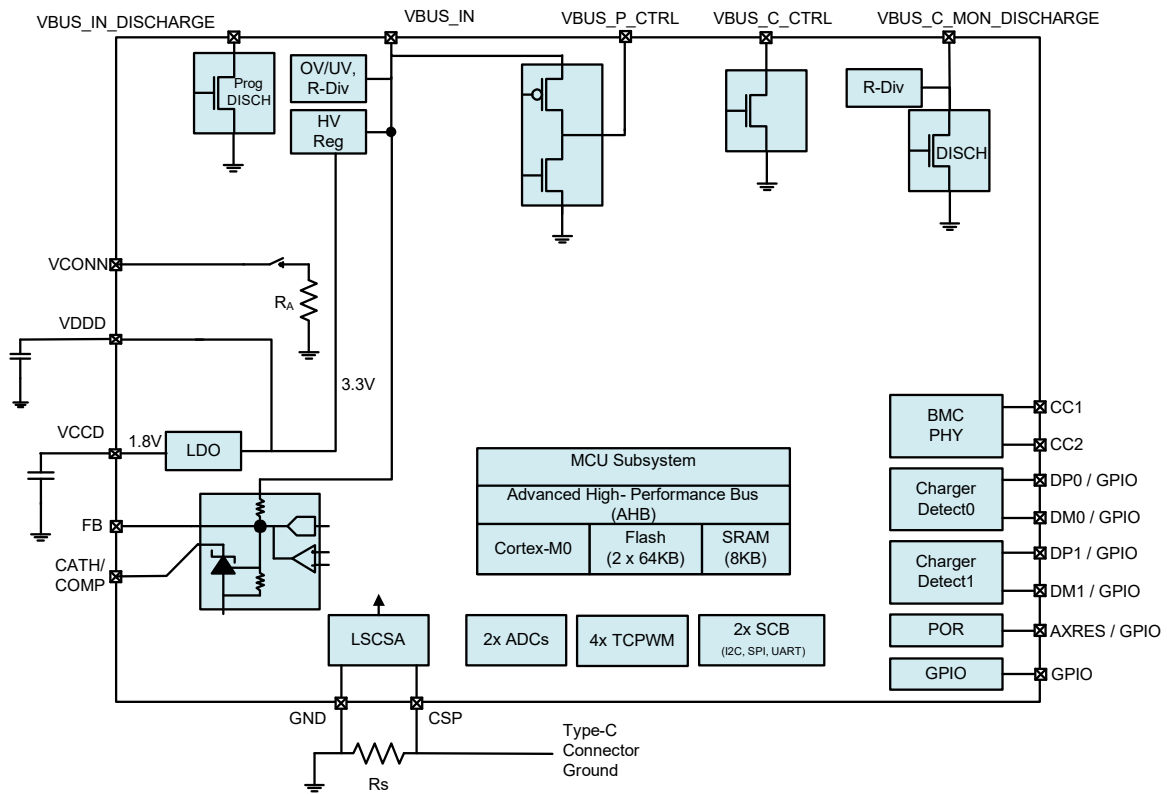 VBUS_IN_DISCHARGE
VBUS_IN
VBUS_P_CTRL
VBUS_C_CTRL
VBUS_C_MON_DISCHARGE
Prog
DISCH
OV/UV,
R-Div
HV
Reg
R-Div
DISCH
VCONN
RA
VDDD
3.3V
VCCD
1.8V
LDO
FB
CATH/
COMP
MCU Subsystem
Advanced High- Performance Bus
(AHB)
Cortex-M0
Flash
(2 x 64KB)
SRAM
(8KB)
BMC
PHY
CC1
CC2
Charger
Detect0
DP0 / GPIO
DM0 / GPIO
Charger
Detect1
DP1 / GPIO
DM1 / GPIO
POR
AXRES / GPIO
GPIO
GPIO
LSCSA
2x ADCs
4x TCPWM
2x SCB
(I2C, SPI, UART)
GND
CSP
Rs
Type-C
Connector
Ground